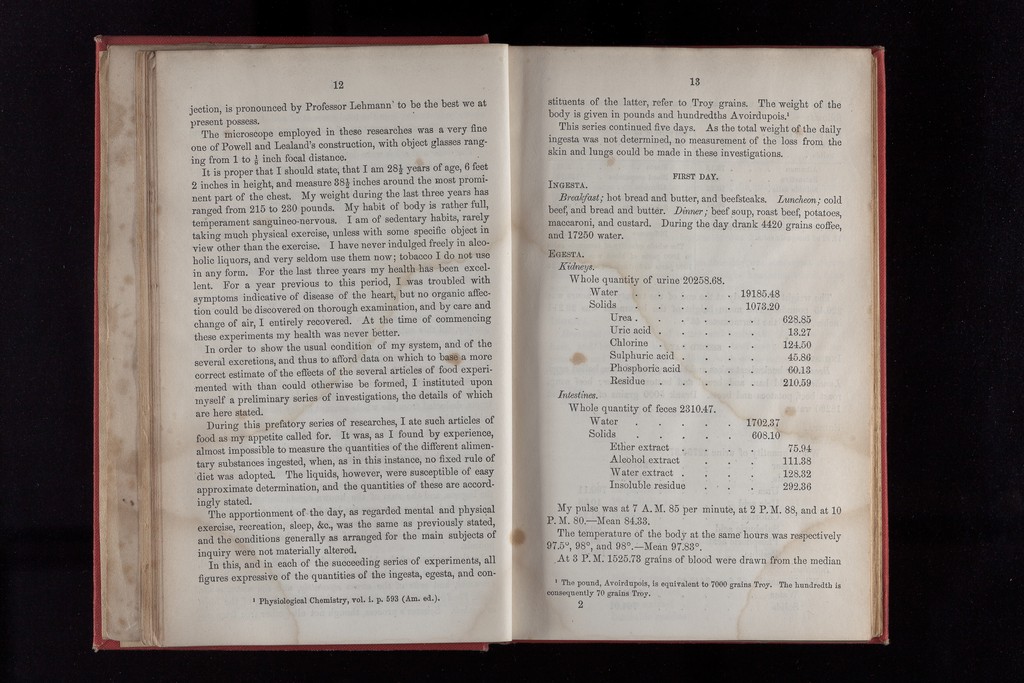 12
jection, is pronounced by Professor Lehmann¹ to be the best we at
present possess.
The microscope employed in these researches was a very fine
one of Powell and Lealand's construction, with object glasses rang-
ing from 1 to ⅛ inch focal distance.
It is proper that I should state, that I am 28½ years of age, 6 feet
2 inches in height, and measure 38½ inches around the most promi-
nent part of the chest. My weight during the last three years has
ranged from 215 to 230 pounds. My habit of body is rather full,
temperament sanguineo-nervous. I am of sedentary habits, rarely
taking much physical exercise, unless with some specific object in
view other than the exercise. I have never indulged freely in alco-
holic liquors, and very seldom use them now; tobacco I do not use
in any form. For the last three years my health has been excel-
lent. For a year previous to this period, I was troubled with
symptoms indicative of disease of the heart, but no organic affec-
tion could be discovered on thorough examination, and by care and
change of air, I entirely recovered. At the time of commencing
these experiments my health was never better.
In order to show the usual condition of my system, and of the
several excretions, and thus to afford data on which to base a more
correct estimate of the effects of the several articles of food experi-
mented with than could otherwise be formed, I instituted upon
myself a preliminary series of investigations, the details of which
are here stated.
During this prefatory series of researches, I ate such articles of
food as my appetite called for. It was, as I found by experience,
almost impossible to measure the quantities of the different alimen-
tary substances ingested, when, as in this instance, no fixed rule of
diet was adopted. The liquids, however, were susceptible of easy
approximate determination, and the quantities of these are accord-
ingly stated.
The apportionment of the day, as regarded mental and physical
exercise, recreation, sleep, &c., was the same as previously stated,
and the conditions generally as arranged for the main subjects of
inquiry were not materially altered.
In this, and in each of the succeeding series of experiments, all
figures expressive of the quantities of the ingesta, egesta, and con-
¹ Physiological Chemistry, vol. i. p. 593 (Am. ed.).
13
stituents of the latter, refer to Troy grains. The weight of the
body is given in pounds and hundredths Avoirdupois.¹
This series continued five days. As the total weight of the daily
ingesta was not determined, no measurement of the loss from the
skin and lungs could be made in these investigations.
FIRST DAY.
INGESTA.
Breakfast; hot bread and butter, and beefsteaks. Luncheon; cold
beef, and bread and butter. Dinner; beef soup, roast beef, potatoes,
maccaroni, and custard. During the day drank 4420 grains coffee,
and 17250 water.
EGESTA.
Kidneys.
Whole quantity of urine 20258.68.
Water . . . . . 19185.48
Solids . . . . . 1073.20
Urea . . . . . . 628.85
Uric acid . . . . . 13.27
Chlorine . . . . . 124.50
Sulphuric acid . . . . 45.86
Phosphoric acid . . . 60.13
Residue . . . . . 210.59
Intestines.
Whole quantity of feces 2310.47.
Water . . . . . 1702.37
Solids . . . . . 608.10
Ether extract . . . . 75.94
Alcohol extract . . . 111.38
Water extract . . . . 128.32
Insoluble residue . . . 292.36
My pulse was at 7 A. M. 85 per minute, at 2 P. M. 88, and at 10
P. M. 80.—Mean 84.33.
The temperature of the body at the same hours was respectively
97.5°, 98°, and 98°.—Mean 97.83°.
At 3 P. M. 1525.73 grains of blood were drawn from the median
¹ The pound, Avoirdupois, is equivalent to 7000 grains Troy. The hundredth is
consequently 70 grains Troy.
2